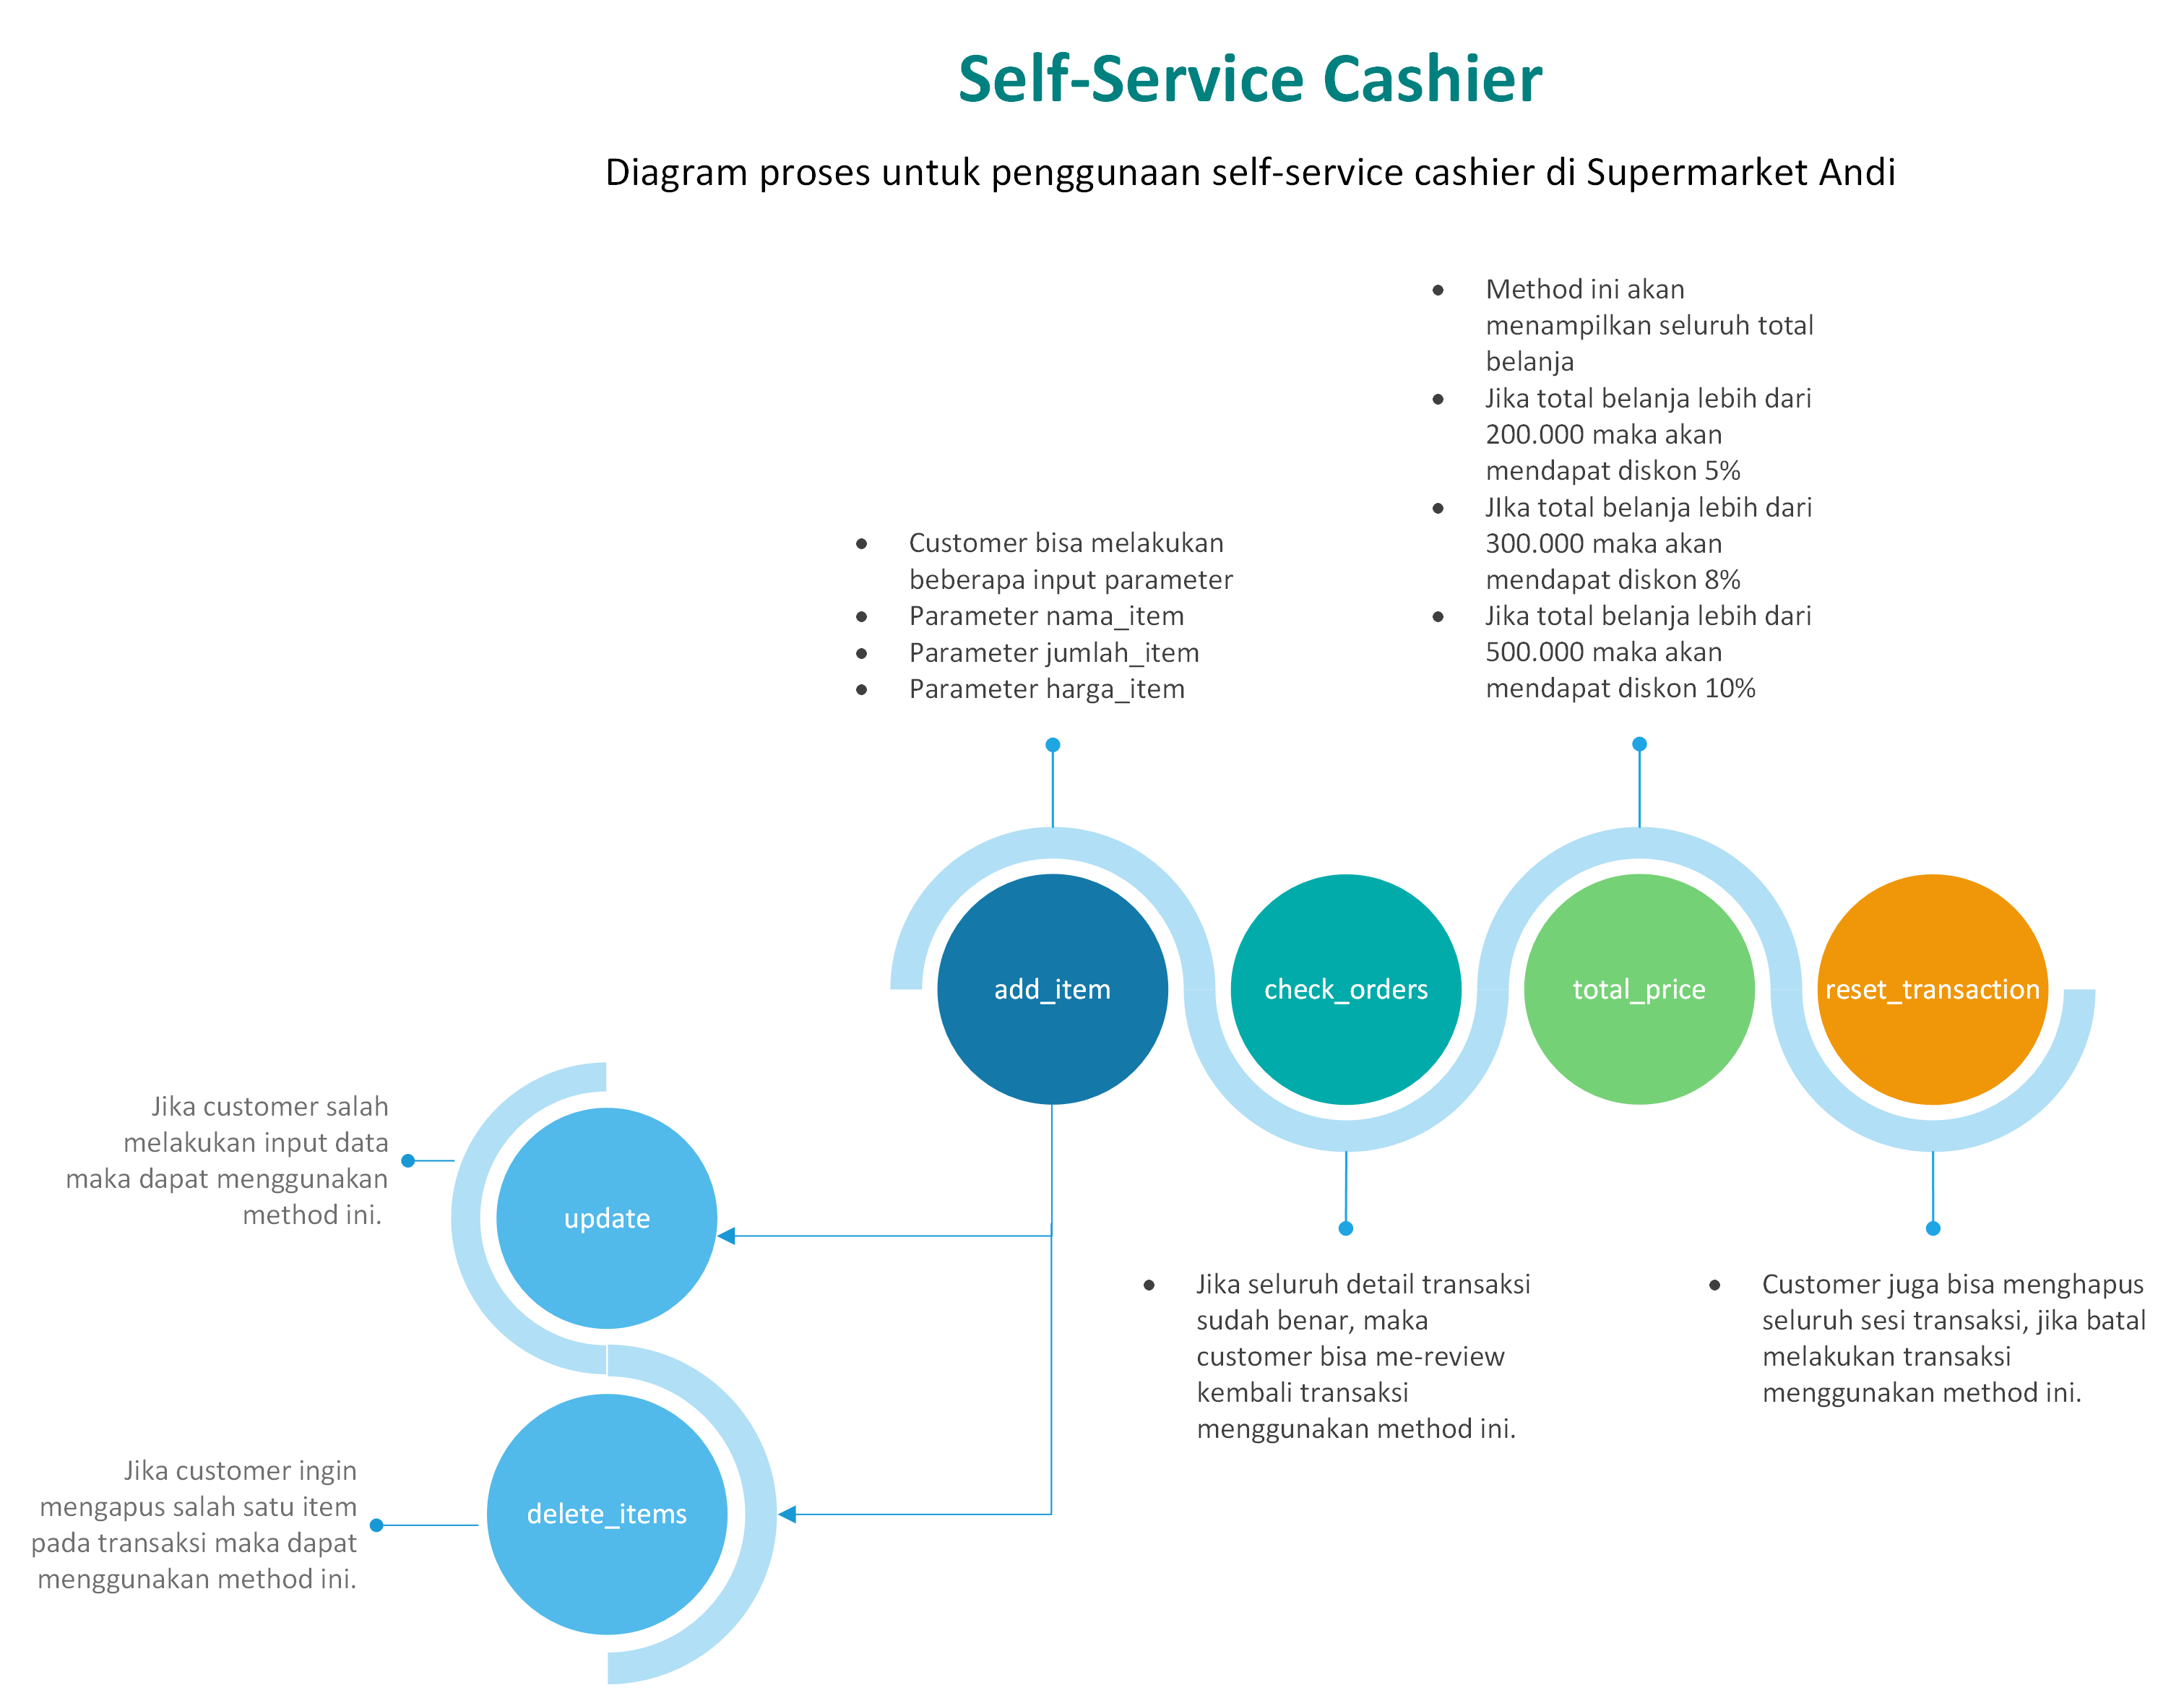 Self-Service Cashier
Diagram proses untuk penggunaan self-service cashier di Supermarket Andi
• Method ini akan
menampilkan seluruh total
belanja
• Jika total belanja lebih dari
200.000 maka akan
mendapat diskon 5%
• JIka total belanja lebih dari
300.000 maka akan
mendapat diskon 8%
• Jika total belanja lebih dari
500.000 maka akan
mendapat diskon 10%
• Customer bisa melakukan
beberapa input parameter
• Parameter nama_item
• Parameter jumlah_item
• Parameter harga_item
add_item
check_orders
total_price
reset_transaction
Jika customer salah
melakukan input data
maka dapat menggunakan
method ini.
update
• Jika seluruh detail transaksi
sudah benar, maka
customer bisa me-review
kembali transaksi
menggunakan method ini.
• Customer juga bisa menghapus
seluruh sesi transaksi, jika batal
melakukan transaksi
menggunakan method ini.
Jika customer ingin
mengapus salah satu item
pada transaksi maka dapat
menggunakan method ini.
delete_items